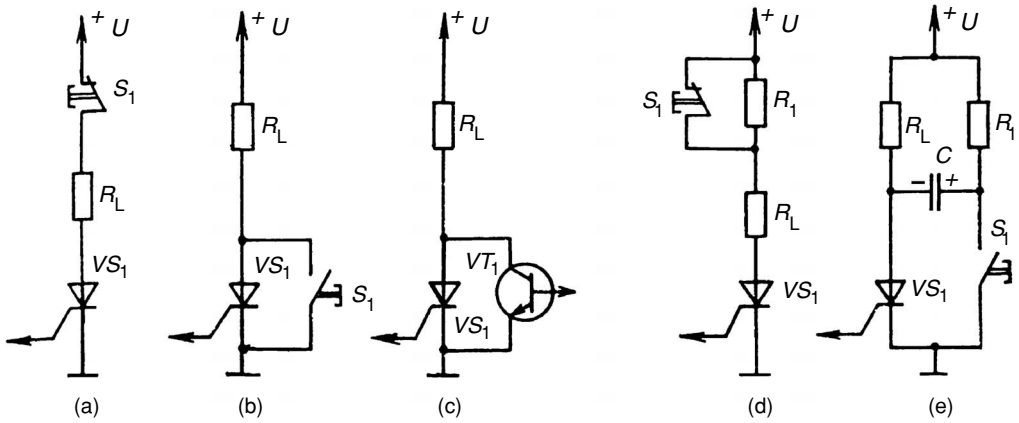 + U
S1
RL
VS1
(a)
+ U
RL
VS1
S1
(b)
+ U
RL
VT1
VS1
(c)
+ U
S1
R1
RL
VS1
(d)
+ U
RL
R1
C
− +
S1
VS1
(e)